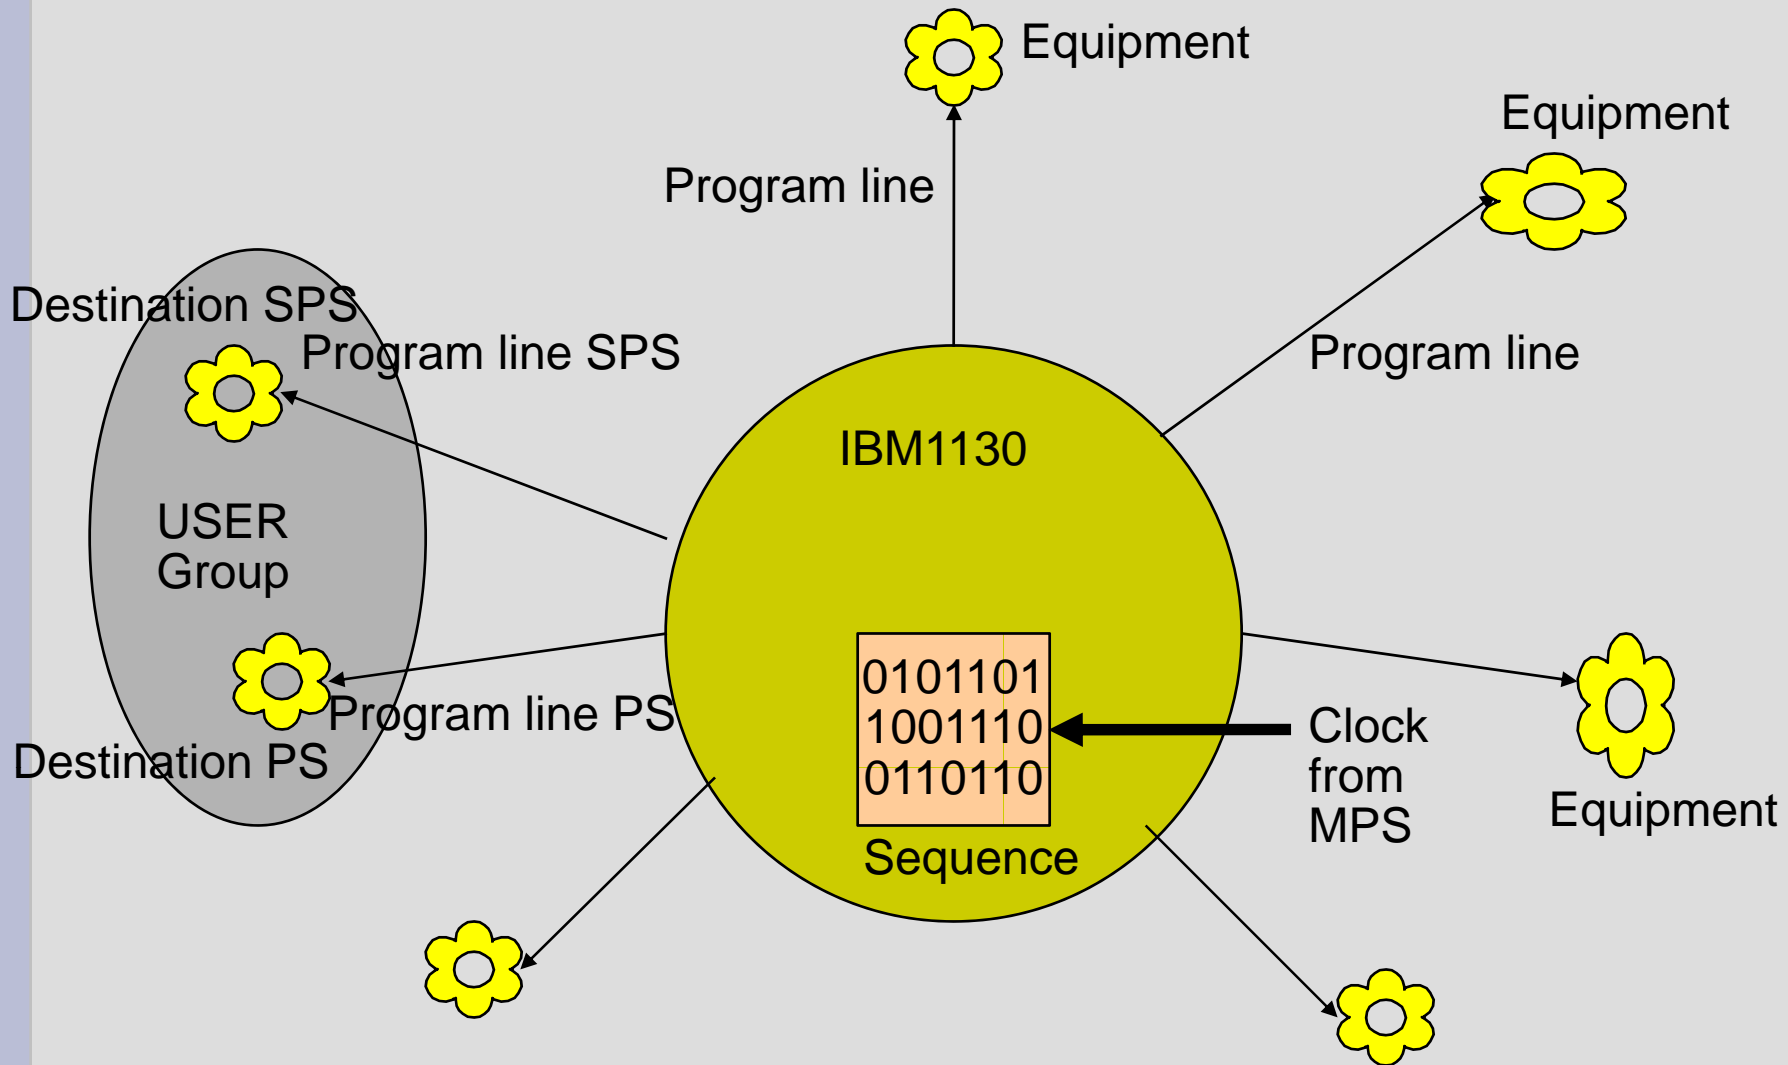 Equipment
Equipment
Program line
Destination SPS
Program line SPS
Program line
IBM1130
USER
Group
0101101
1001110
0110110
Program line PS
Clock
from
MPS
Destination PS
Equipment
Sequence